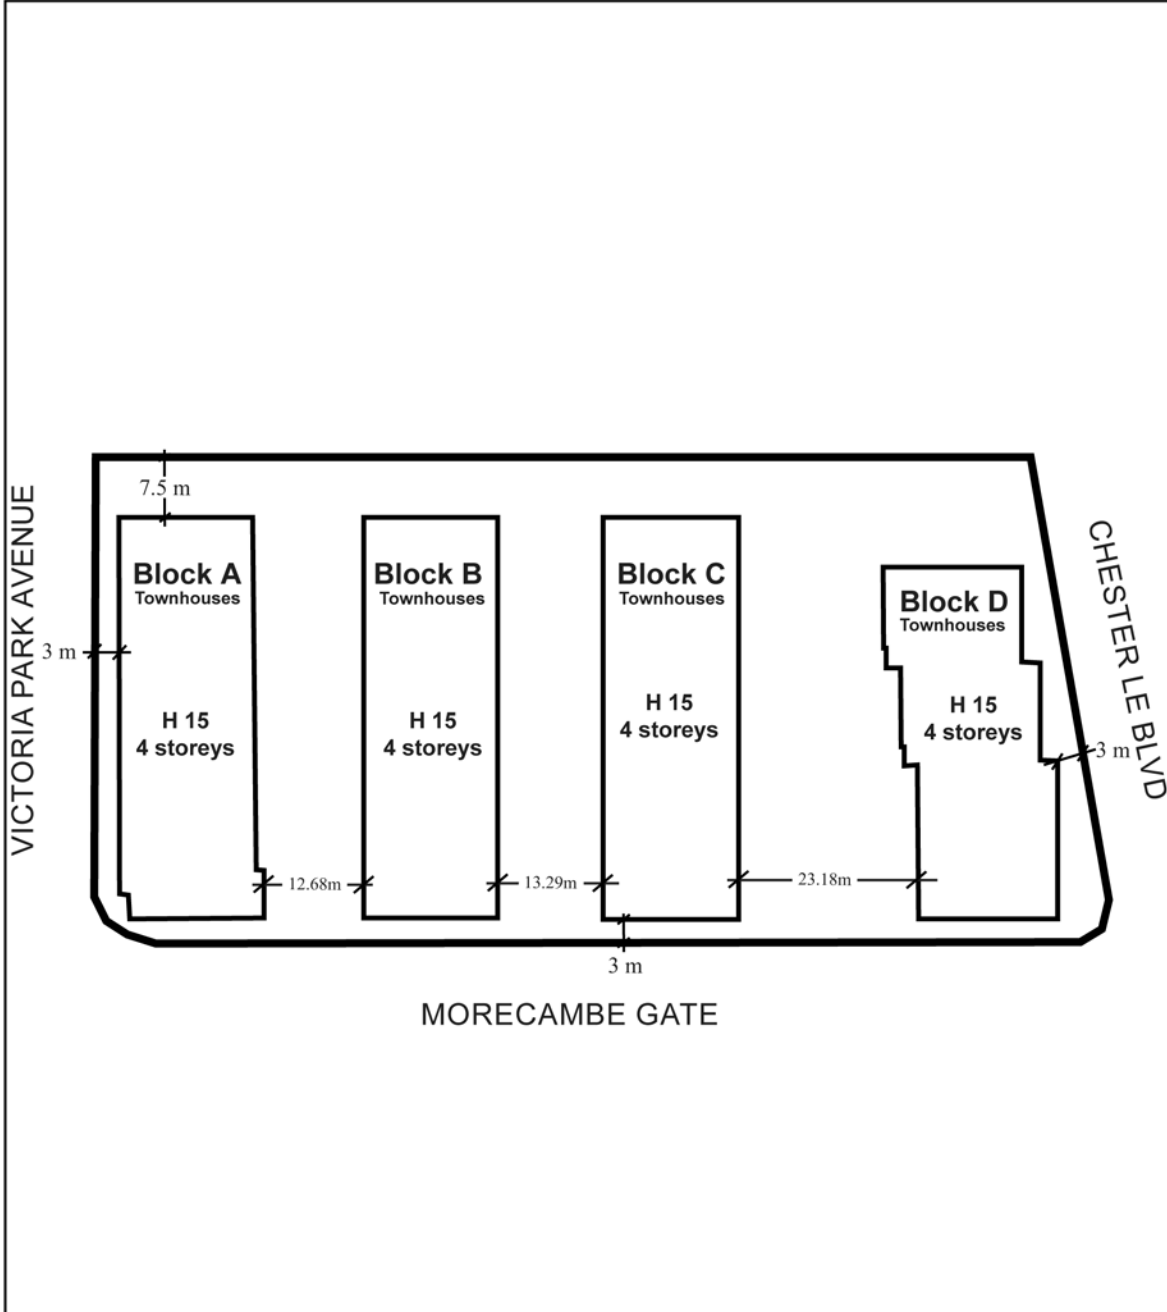 7.5 m
VICTORIA PARK AVENUE
CHESTER LE BLVD
Block A
Townhouses
Block B
Townhouses
Block C
Townhouses
Block D
Townhouses
3 m
H 15
4 storeys
H 15
4 storeys
H 15
4 storeys
H 15
4 storeys
3 m
12.68m
13.29m
23.18m
3 m
MORECAMBE GATE